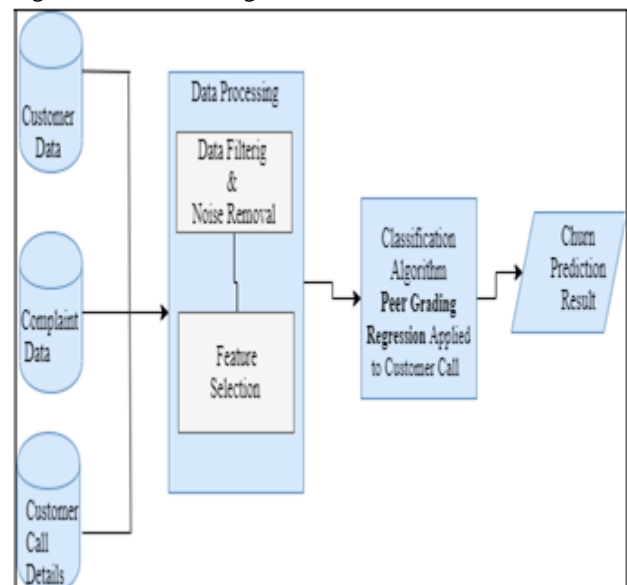 Customer
Data
Complaint
Data
Customer
Call
Details
Data Processing
Data Filterig
&
Noise Removal
Feature
Selection
Classification
Algorithm
Peer Grading
Regression Applied
to Customer Call
Churn
Prediction
Result